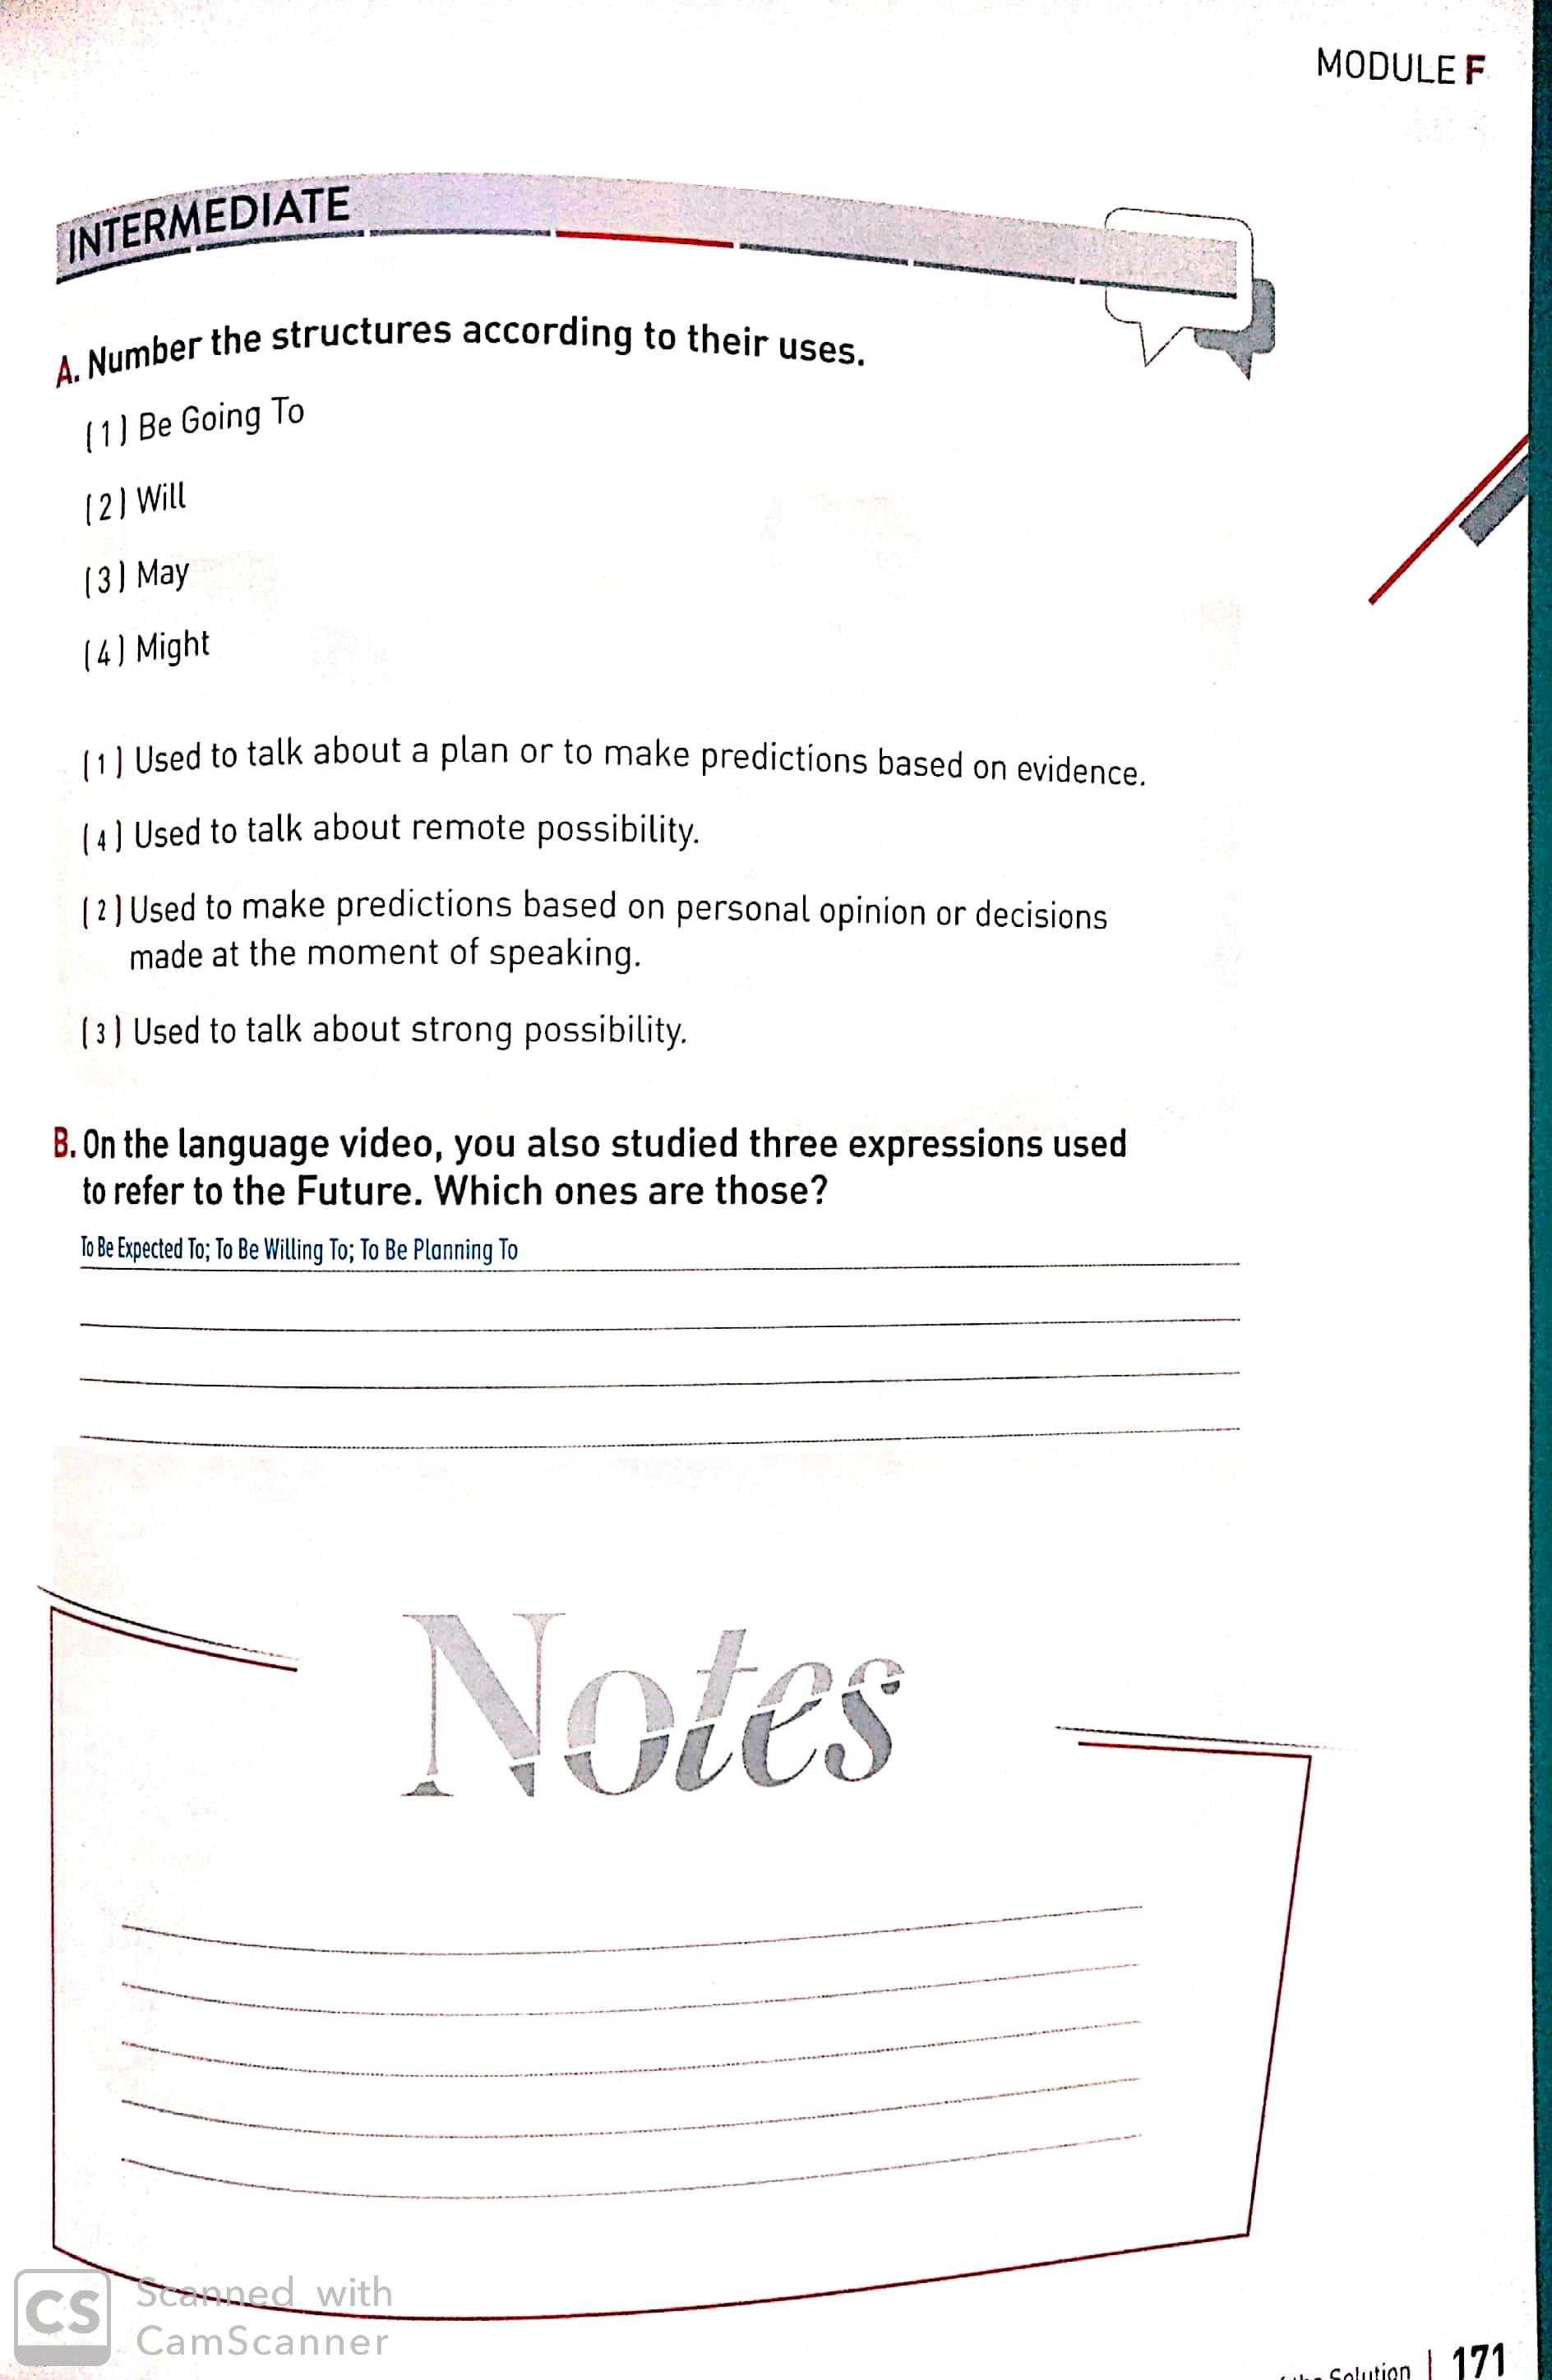 MODULE F
INTERMEDIATE
A. Number the structures according to their uses.
(1) Be Going To
(2) Will
(3) May
(4) Might
(1) Used to talk about a plan or to make predictions based on evidence.
(4) Used to talk about remote possibility.
(2) Used to make predictions based on personal opinion or decisions
made at the moment of speaking.
(3) Used to talk about strong possibility.
B. On the language video, you also studied three expressions used
to refer to the Future. Which ones are those?
To Be Expected To; To Be Willing To; To Be Planning To
Notes
CS Scanned with
CamScanner
Solution | 171